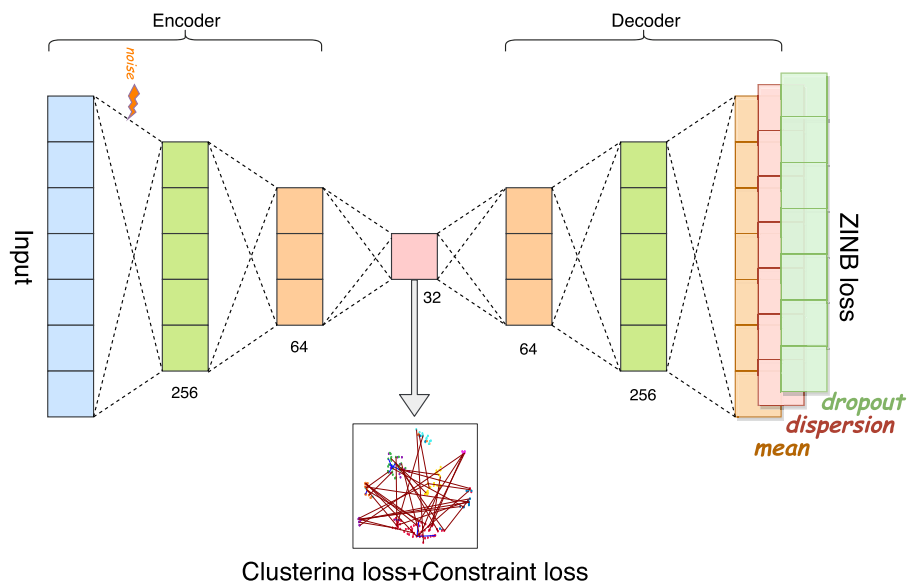 Encoder
Decoder
noise
Input
256
64
32
64
256
ZINB loss
dropout
dispersion
mean
Clustering loss+Constraint loss